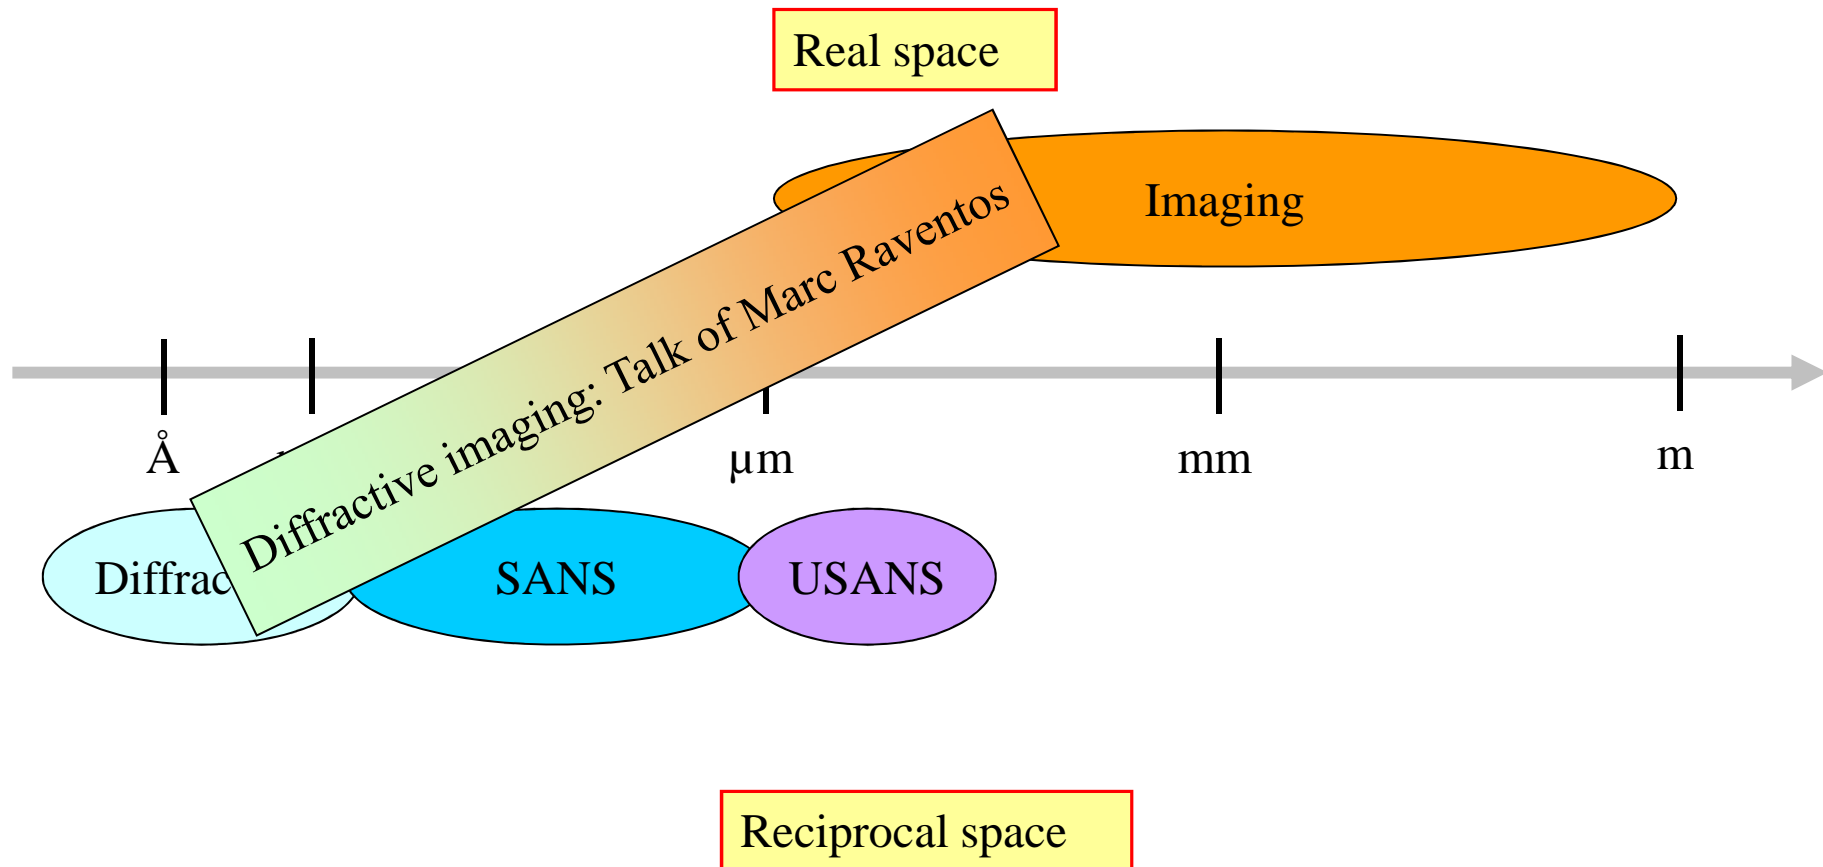 Real space
Imaging
Diffractive imaging: Talk of Marc Raventos
Å
µm
mm
m
Diffrac
SANS
USANS
Reciprocal space